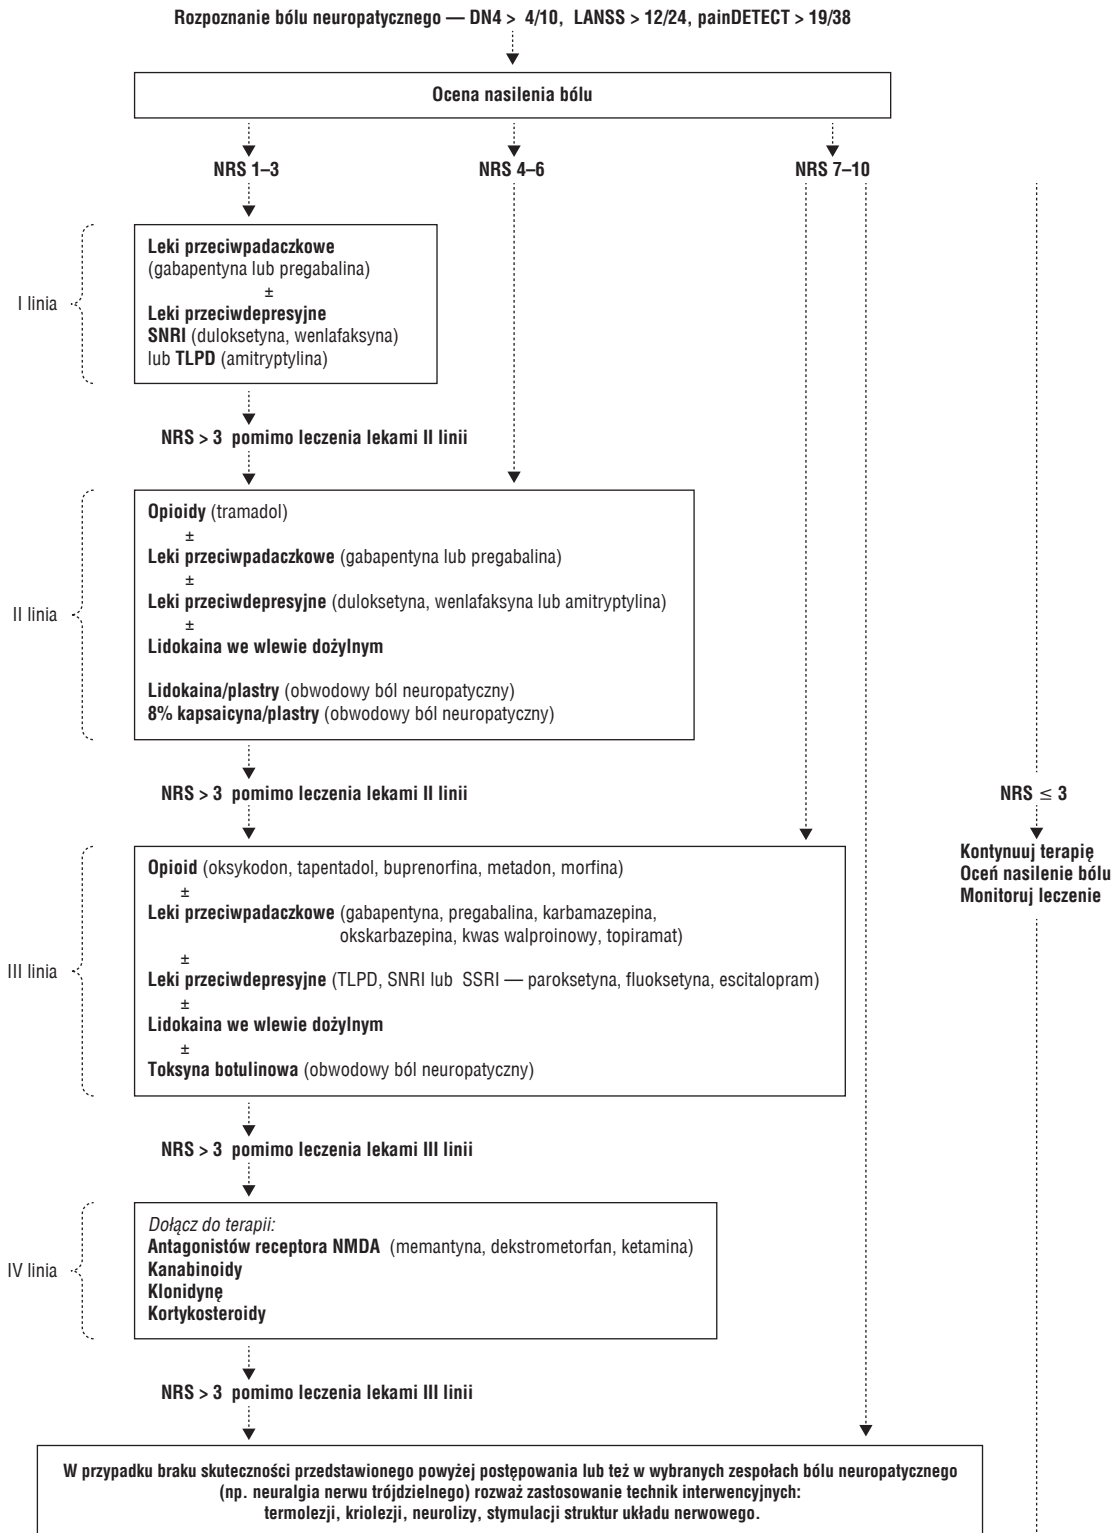 Rozpoznanie bólu neuropatycznego — DN4 > 4/10, LANSS > 12/24, painDETECT > 19/38
Ocena nasilenia bólu
NRS 1–3
NRS 4–6
NRS 7–10
I linia
Leki przeciwpadaczkowe
(gabapentyna lub pregabalina)
±
Leki przeciwdepresyjne
SNRI (duloksetyna, wenlafaksyna)
lub TLPD (amitryptylina)
NRS > 3 pomimo leczenia lekami II linii
II linia
Opioidy (tramadol)
±
Leki przeciwpadaczkowe (gabapentyna lub pregabalina)
±
Leki przeciwdepresyjne (duloksetyna, wenlafaksyna lub amitryptylina)
±
Lidokaina we wlewie dożylnym
Lidokaina/plastry (obwodowy ból neuropatyczny)
8% kapsaicyna/plastry (obwodowy ból neuropatyczny)
NRS > 3 pomimo leczenia lekami II linii
NRS ≤ 3
Kontynuuj terapię
Oceń nasilenie bólu
Monitoruj leczenie
III linia
Opioid (oksykodon, tapentadol, buprenorfina, metadon, morfina)
±
Leki przeciwpadaczkowe (gabapentyna, pregabalina, karbamazepina,
okskarbazepina, kwas walproinowy, topiramat)
±
Leki przeciwdepresyjne (TLPD, SNRI lub SSRI — paroksetyna, fluoksetyna, escitalopram)
±
Lidokaina we wlewie dożylnym
±
Toksyna botulinowa (obwodowy ból neuropatyczny)
NRS > 3 pomimo leczenia lekami III linii
IV linia
Dołącz do terapii:
Antagonistów receptora NMDA (memantyna, dekstrometorfan, ketamina)
Kanabinoidy
Klonidynę
Kortykosteroidy
NRS > 3 pomimo leczenia lekami III linii
W przypadku braku skuteczności przedstawionego powyżej postępowania lub też w wybranych zespołach bólu neuropatycznego
(np. neuralgia nerwu trójdzielnego) rozważ zastosowanie technik interwencyjnych:
termolezji, kriolezji, neurolizy, stymulacji struktur układu nerwowego.